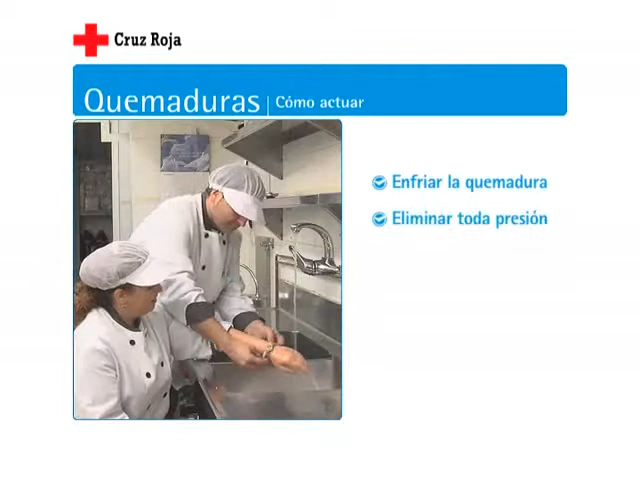 Cruz Roja
Quemaduras | Cómo actuar
Enfriar la quemadura
Eliminar toda presión